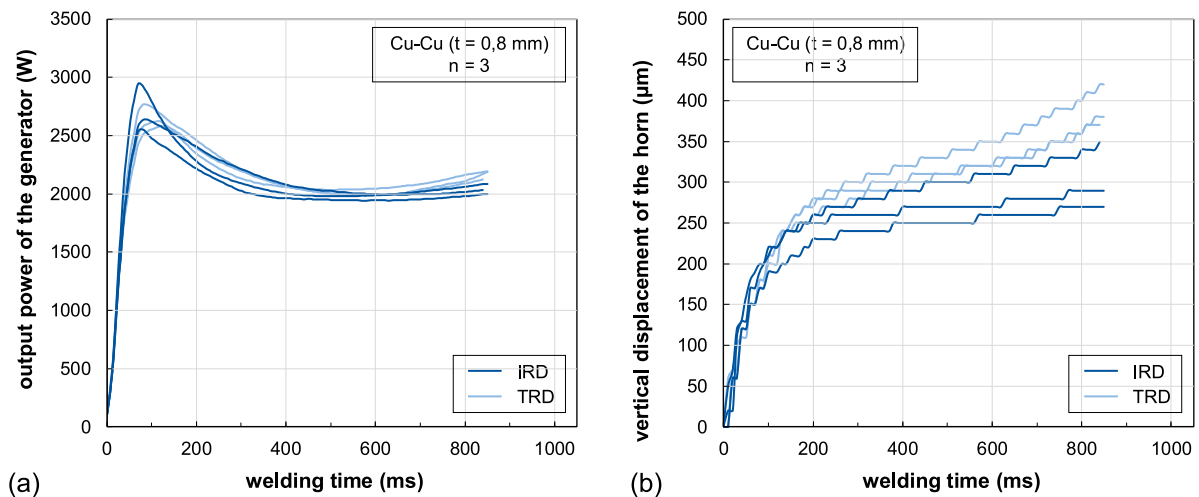 output power of the generator (W)
3500
3000
2500
2000
1500
1000
500
0
Cu-Cu (t = 0,8 mm)
n = 3
IRD
TRD
0
200
400
600
800
1000
welding time (ms)
(a)
vertical displacement of the horn (µm)
500
450
400
350
300
250
200
150
100
50
0
Cu-Cu (t = 0,8 mm)
n = 3
IRD
TRD
0
200
400
600
800
1000
welding time (ms)
(b)